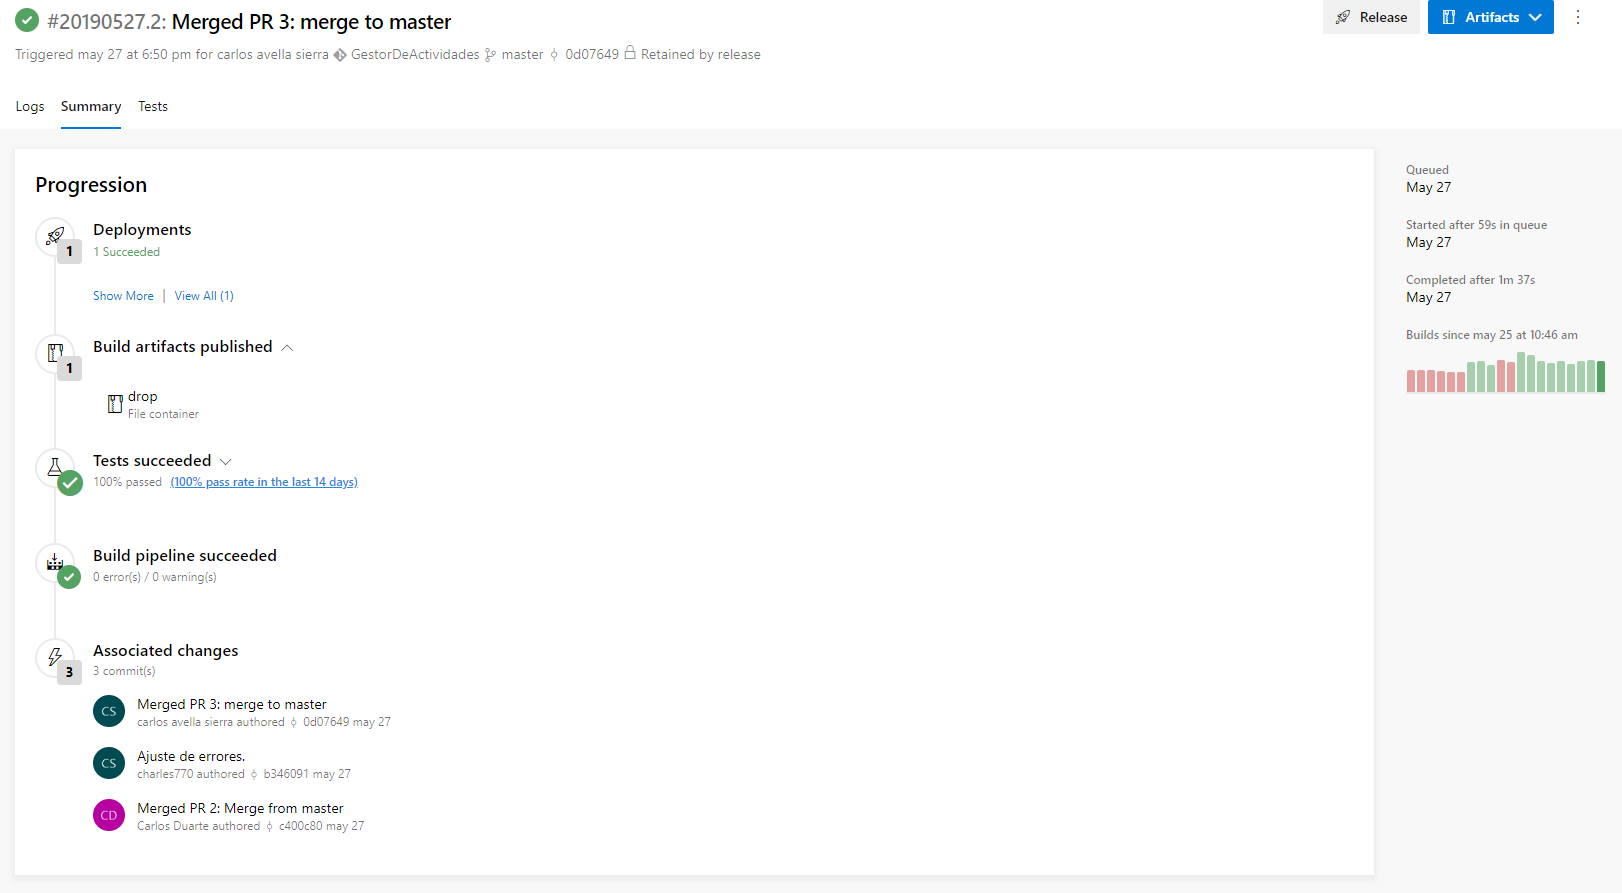 #20190527.2: Merged PR 3: merge to master
Release
Artifacts
Triggered may 27 at 6:50 pm for carlos avella sierra GestorDeActividades master 0d07649 Retained by release
Logs Summary Tests
Progression
1
Deployments
1 Succeeded
Show More | View All (1)
1
Build artifacts published
drop
File container
Tests succeeded
100% passed (100% pass rate in the last 14 days)
Build pipeline succeeded
0 error(s) / 0 warning(s)
3
Associated changes
3 commit(s)
CS
Merged PR 3: merge to master
carlos avella sierra authored 0d07649 may 27
CS
Ajuste de errores.
charles770 authored b346091 may 27
CD
Merged PR 2: Merge from master
Carlos Duarte authored c400c80 may 27
Queued
May 27
Started after 59s in queue
May 27
Completed after 1m 37s
May 27
Builds since may 25 at 10:46 am